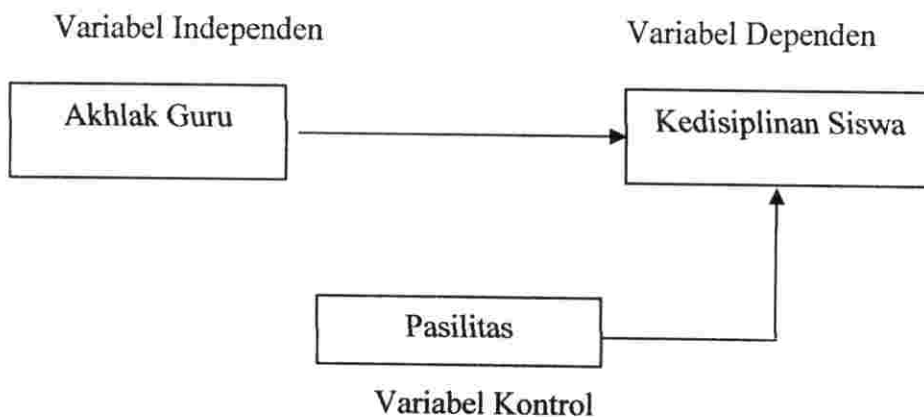 Variabel Independen
Variabel Dependen
Akhlak Guru
Kedisiplinan Siswa
Pasilitas
Variabel Kontrol